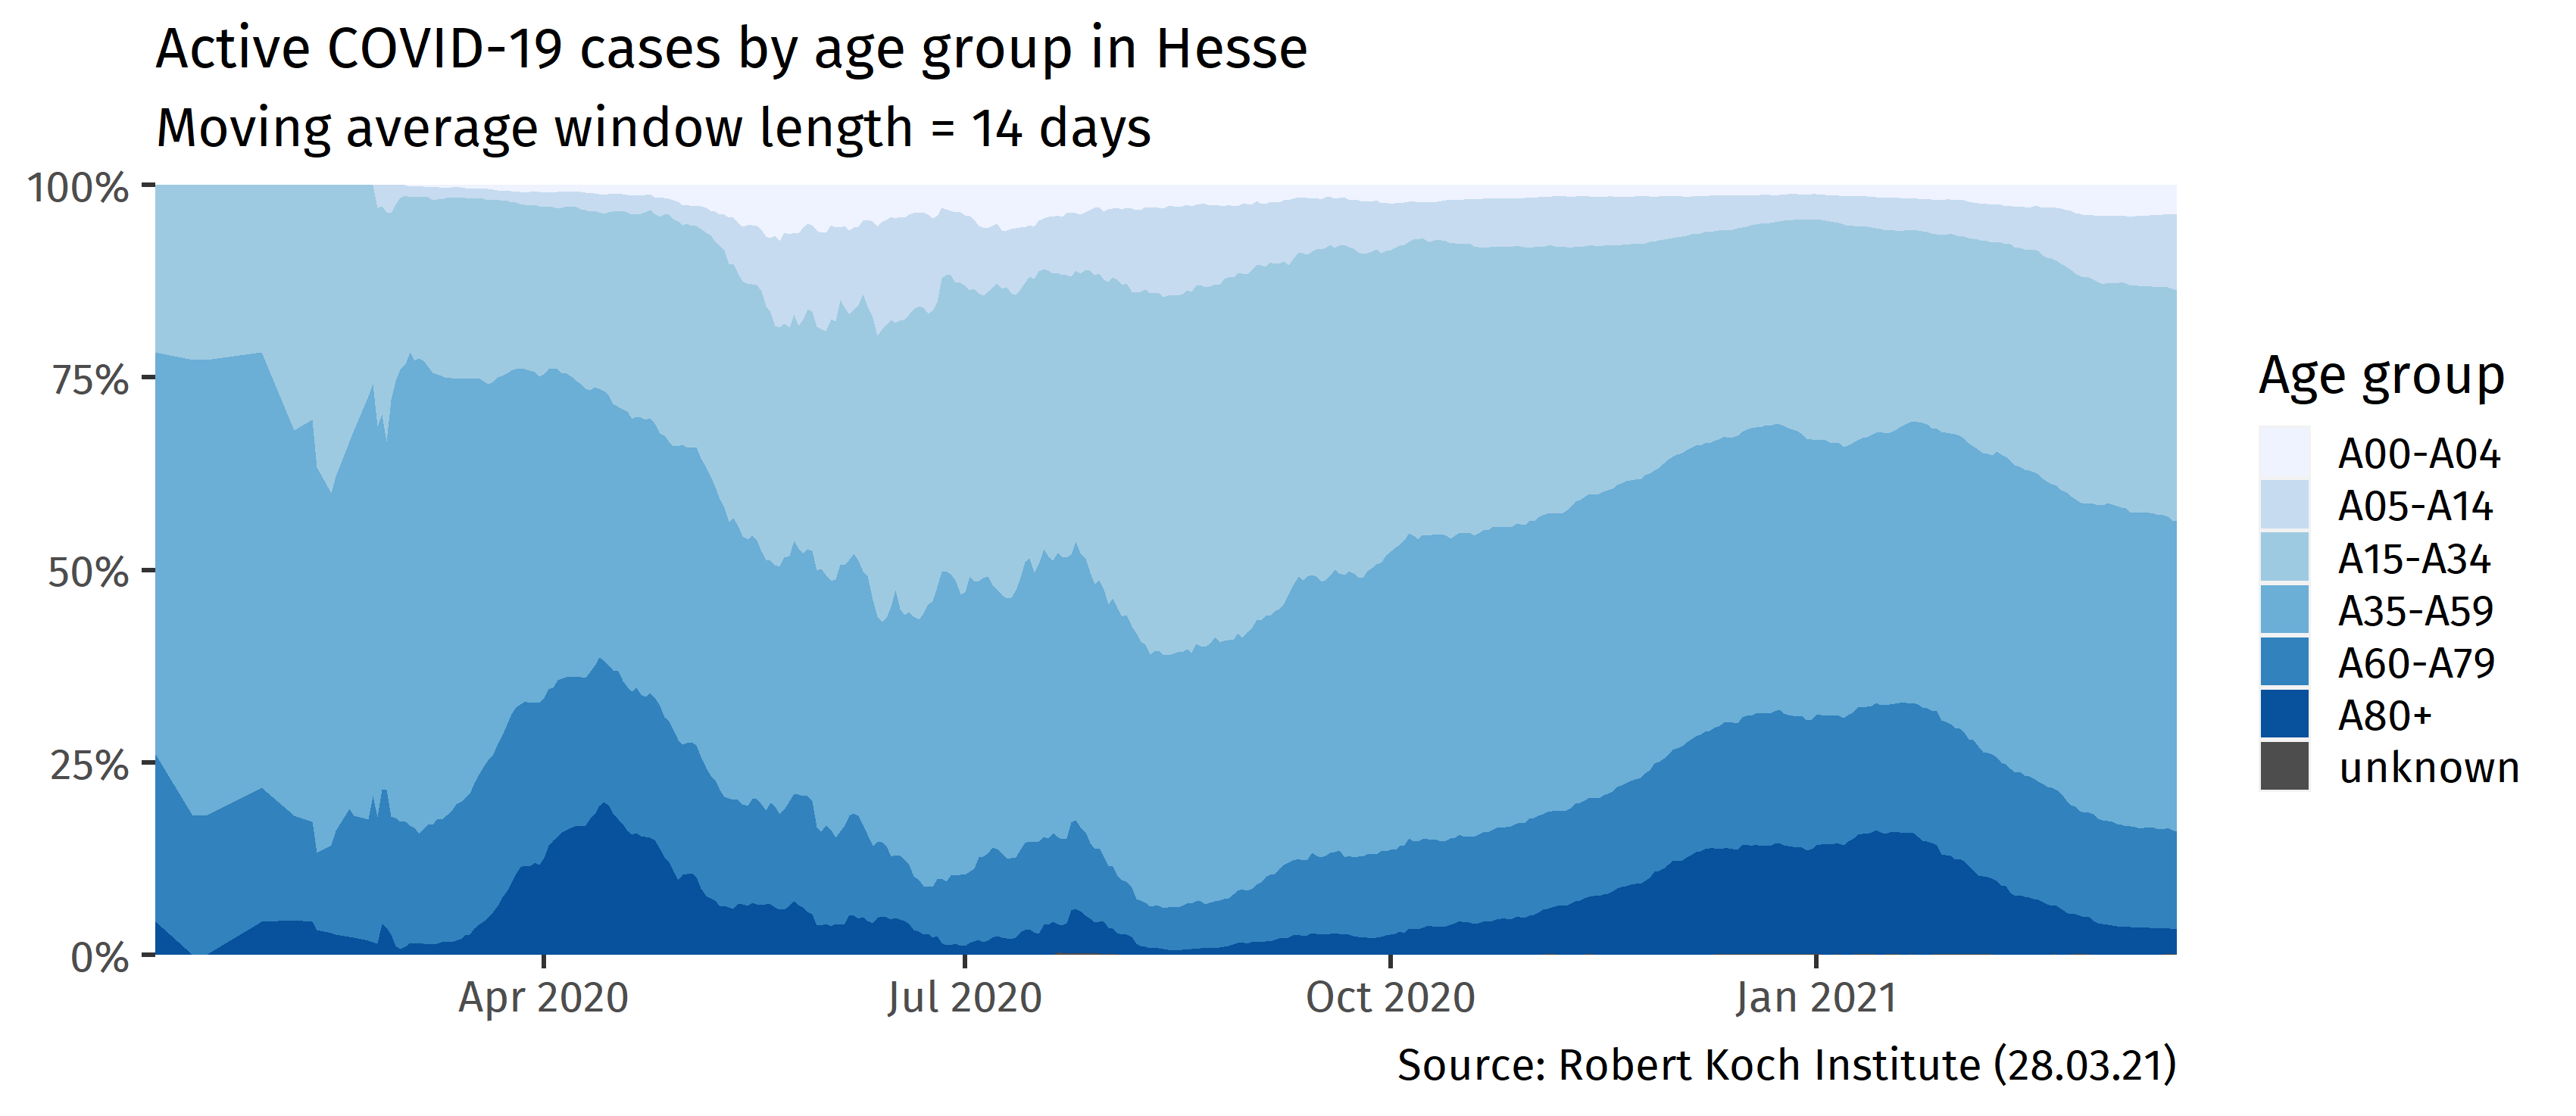 Active COVID-19 cases by age group in Hesse
Moving average window length = 14 days
100%
75%
50%
25%
0%
Apr 2020
Jul 2020
Oct 2020
Jan 2021
Age group
A00-A04
A05-A14
A15-A34
A35-A59
A60-A79
A80+
unknown
Source: Robert Koch Institute (28.03.21)